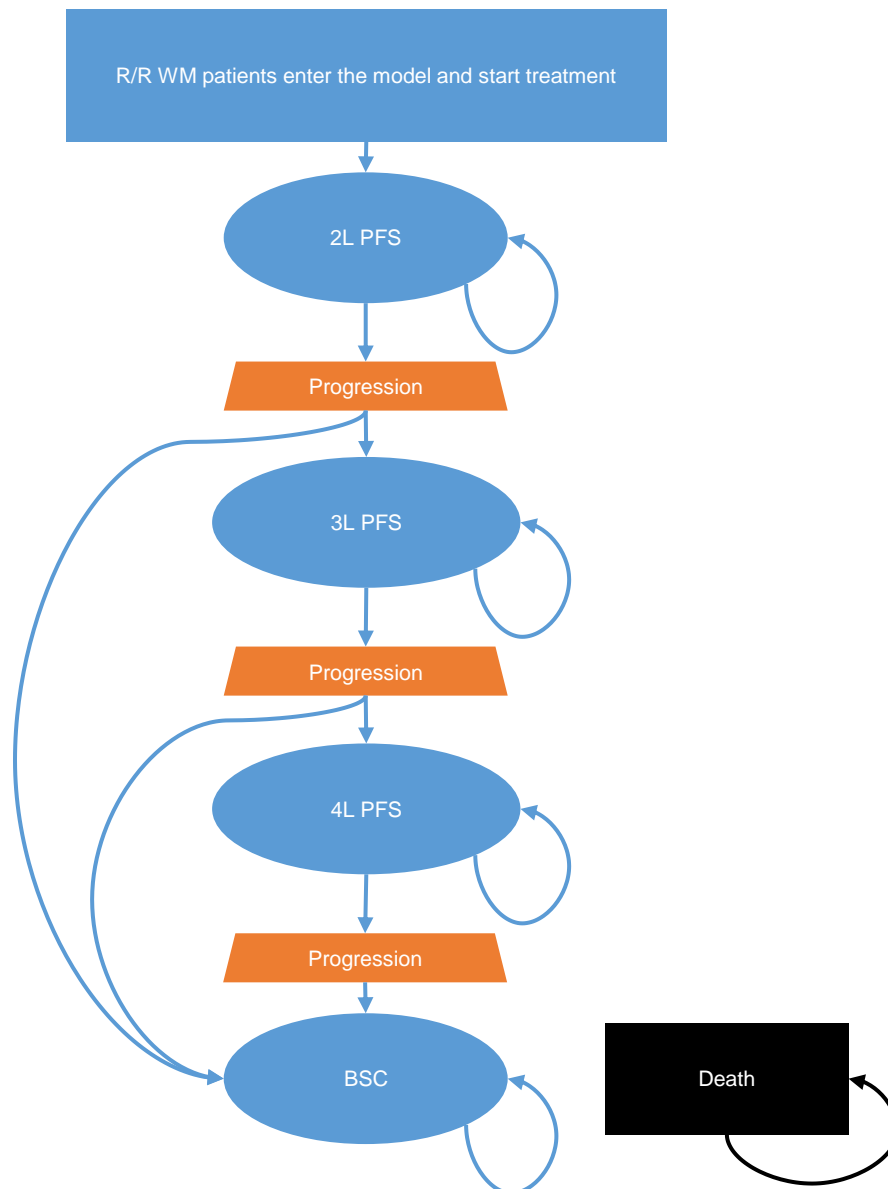 R/R WM patients enter the model and start treatment
2L PFS
Progression
3L PFS
Progression
4L PFS
Progression
BSC
Death